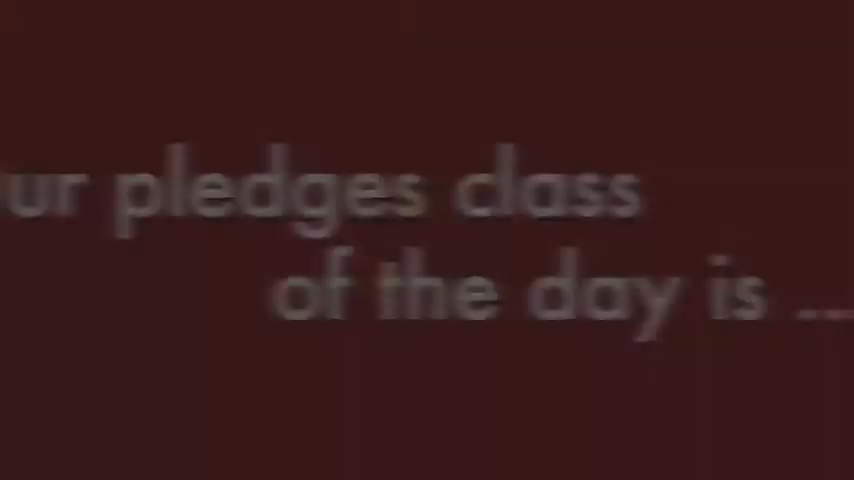 ur pledges class
of the day is ...